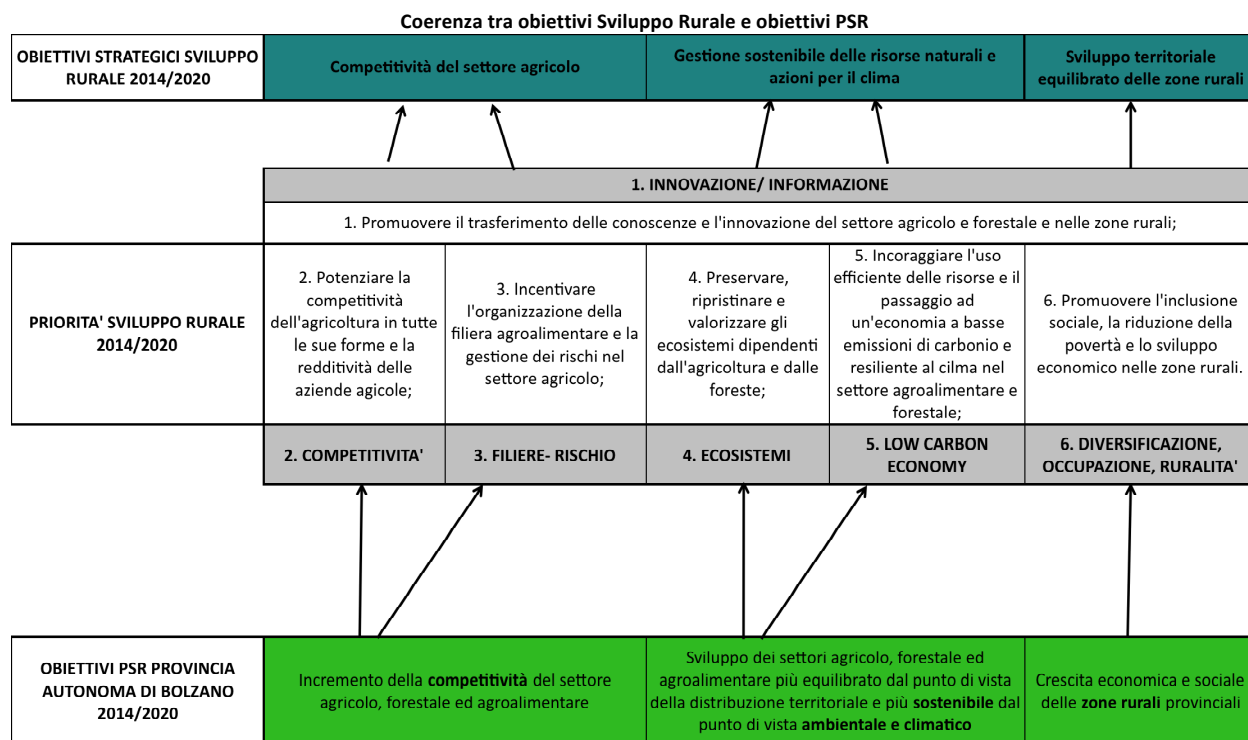 Coerenza tra obiettivi Sviluppo Rurale e obiettivi PSR
OBIETTIVI STRATEGICI SVILUPPO
RURALE 2014/2020
Competitività del settore agricolo
Gestione sostenibile delle risorse naturali e
azioni per il clima
Sviluppo territoriale
equilibrato delle zone rurali
1. INNOVAZIONE/ INFORMAZIONE
1. Promuovere il trasferimento delle conoscenze e l'innovazione del settore agricolo e forestale e nelle zone rurali;
PRIORITA' SVILUPPO RURALE
2014/2020
2. Potenziare la
competitività
dell'agricoltura in tutte
le sue forme e la
redditività delle
aziende agicole;
3. Incentivare
l'organizzazione della
filiera agroalimentare e la
gestione dei rischi nel
settore agricolo;
4. Preservare,
ripristinare e
valorizzare gli
ecosistemi dipendenti
dall'agricoltura e dalle
foreste;
5. Incoraggiare l'uso
efficiente delle risorse e il
passaggio ad
un'economia a basse
emissioni di carbonio e
resiliente al cilma nel
settore agroalimentare e
forestale;
6. Promuovere l'inclusione
sociale, la riduzione della
povertà e lo sviluppo
economico nelle zone rurali.
2. COMPETITIVITA'
3. FILIERE- RISCHIO
4. ECOSISTEMI
5. LOW CARBON
ECONOMY
6. DIVERSIFICAZIONE,
OCCUPAZIONE, RURALITA'
OBIETTIVI PSR PROVINCIA
AUTONOMA DI BOLZANO
2014/2020
Incremento della competitività del settore
agricolo, forestale ed agroalimentare
Sviluppo dei settori agricolo, forestale ed
agroalimentare più equilibrato dal punto di vista
della distribuzione territoriale e più sostenibile dal
punto di vista ambientale e climatico
Crescita economica e sociale
delle zone rurali provinciali